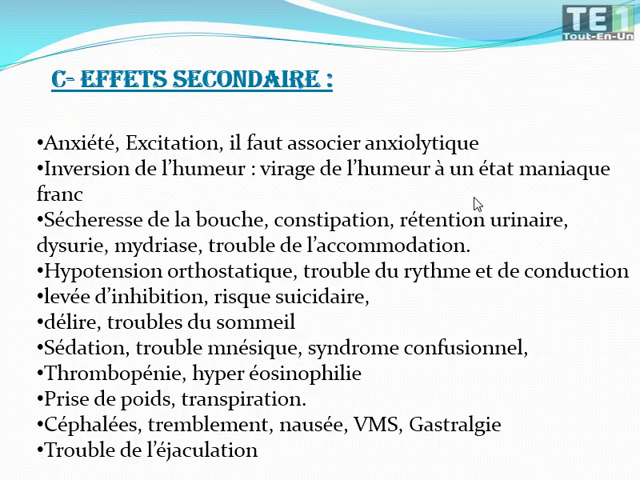 TE1
Tout-En-Un
C- EFFETS SECONDAIRE :
•Anxiété, Excitation, il faut associer anxiolytique
•Inversion de l’humeur : virage de l’humeur à un état maniaque
franc
•Sécheresse de la bouche, constipation, rétention urinaire,
dysurie, mydriase, trouble de l’accommodation.
•Hypotension orthostatique, trouble du rythme et de conduction
•levée d’inhibition, risque suicidaire,
•délire, troubles du sommeil
•Sédation, trouble mnésique, syndrome confusionnel,
•Thrombopénie, hyper éosinophilie
•Prise de poids, transpiration.
•Céphalées, tremblement, nausée, VMS, Gastralgie
•Trouble de l’éjaculation